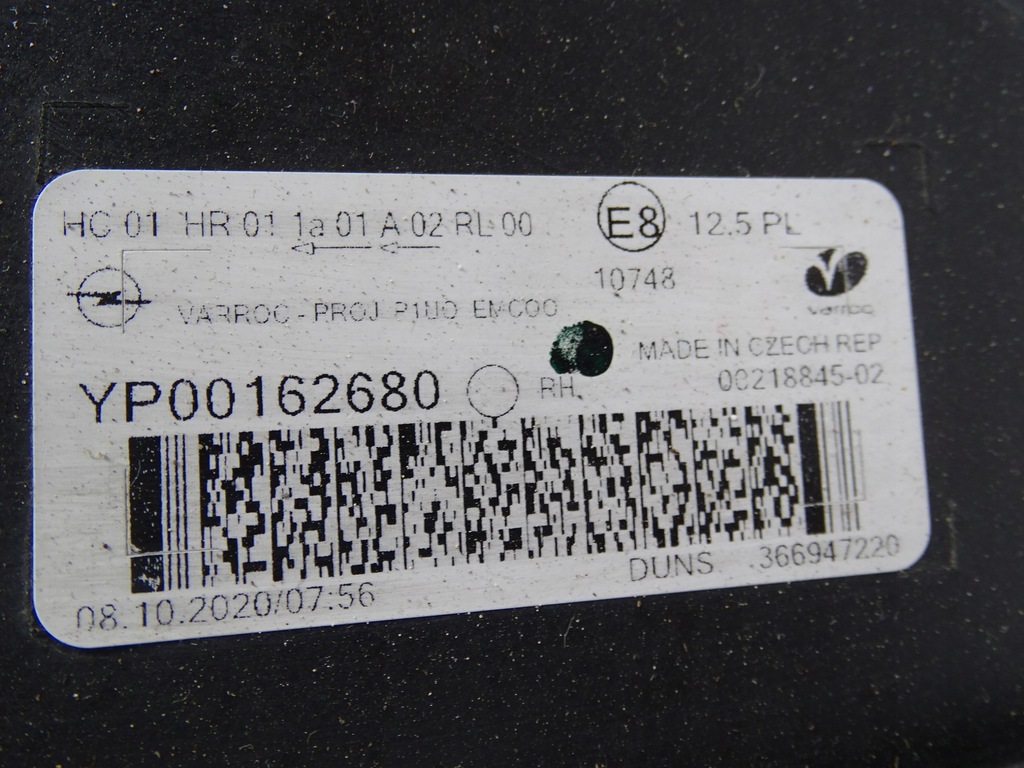 HC 01 HR 01 1a 01 A 02 RL 00
E8 12.5 PL
10748
varroc
VARROC - PROJ P1UO EMCOO
MADE IN CZECH REP
YP00162680
RH
00218845-02
DUNS 366947220
08.10.2020/07:56